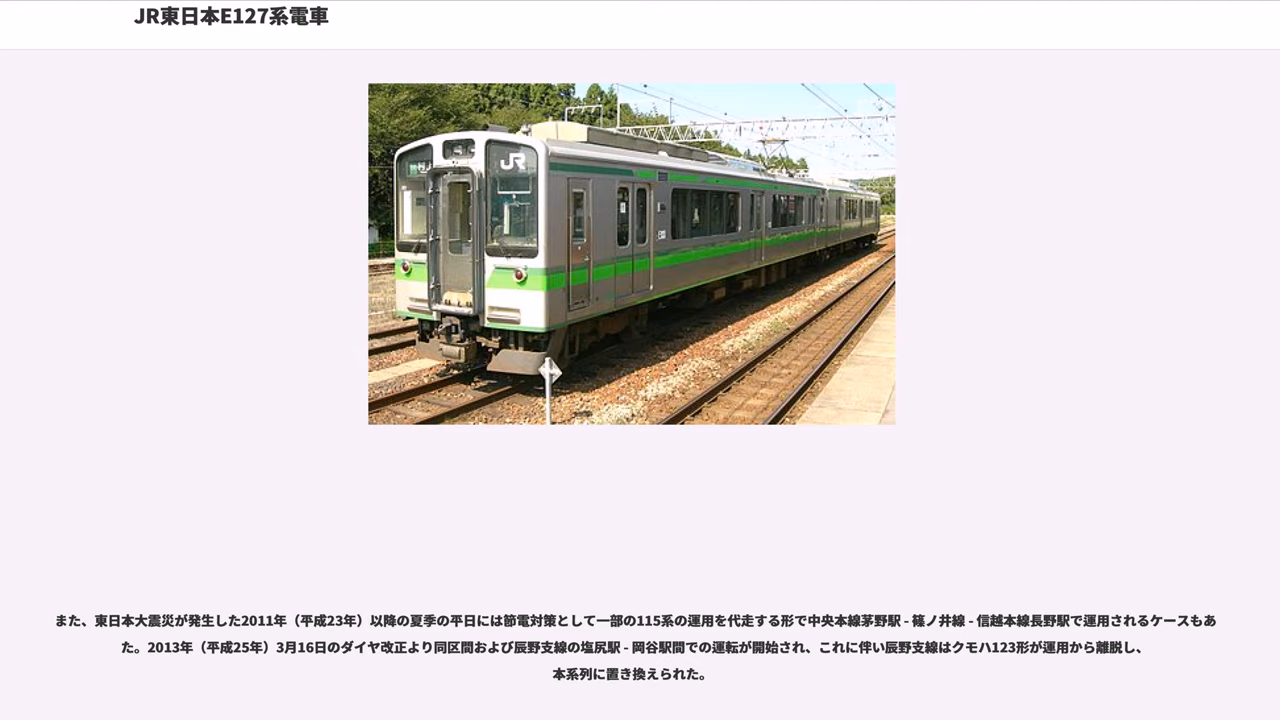 JR東日本E127系電車
JR
また、東日本大震災が発生した2011年（平成23年）以降の夏季の平日には節電対策として一部の115系の運用を代走する形で中央本線茅野駅 - 篠ノ井線 - 信越本線長野駅で運用されるケースもあ
た。2013年（平成25年）3月16日のダイヤ改正より同区間および辰野支線の塩尻駅 - 岡谷駅間での運転が開始され、これに伴い辰野支線はクモハ123形が運用から離脱し、
本系列に置き換えられた。